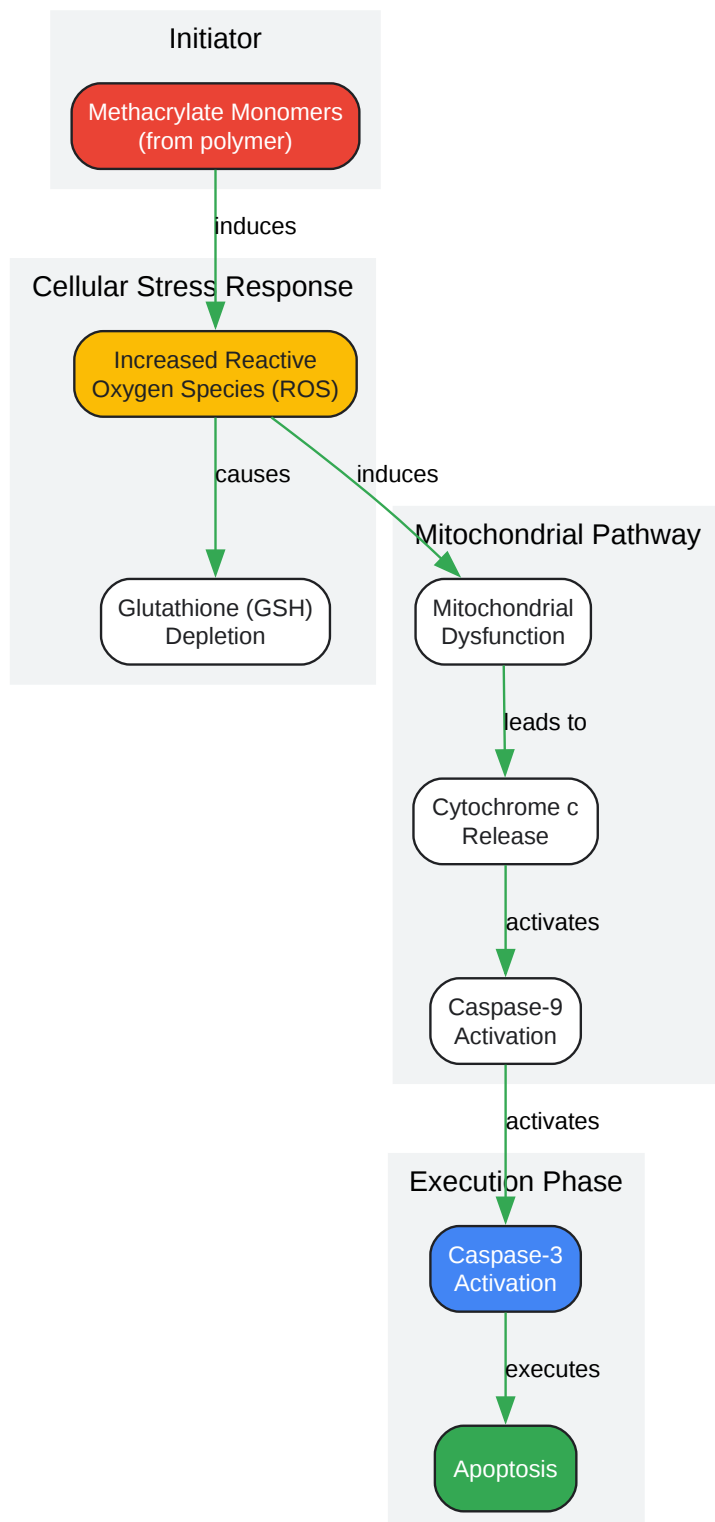 Initiator
Methacrylate Monomers
(from polymer)
induces
Cellular Stress Response
Increased Reactive
Oxygen Species (ROS)
causes
induces
Glutathione (GSH)
Depletion
Mitochondrial Pathway
Mitochondrial
Dysfunction
leads to
Cytochrome c
Release
activates
Caspase-9
Activation
activates
Execution Phase
Caspase-3
Activation
executes
Apoptosis